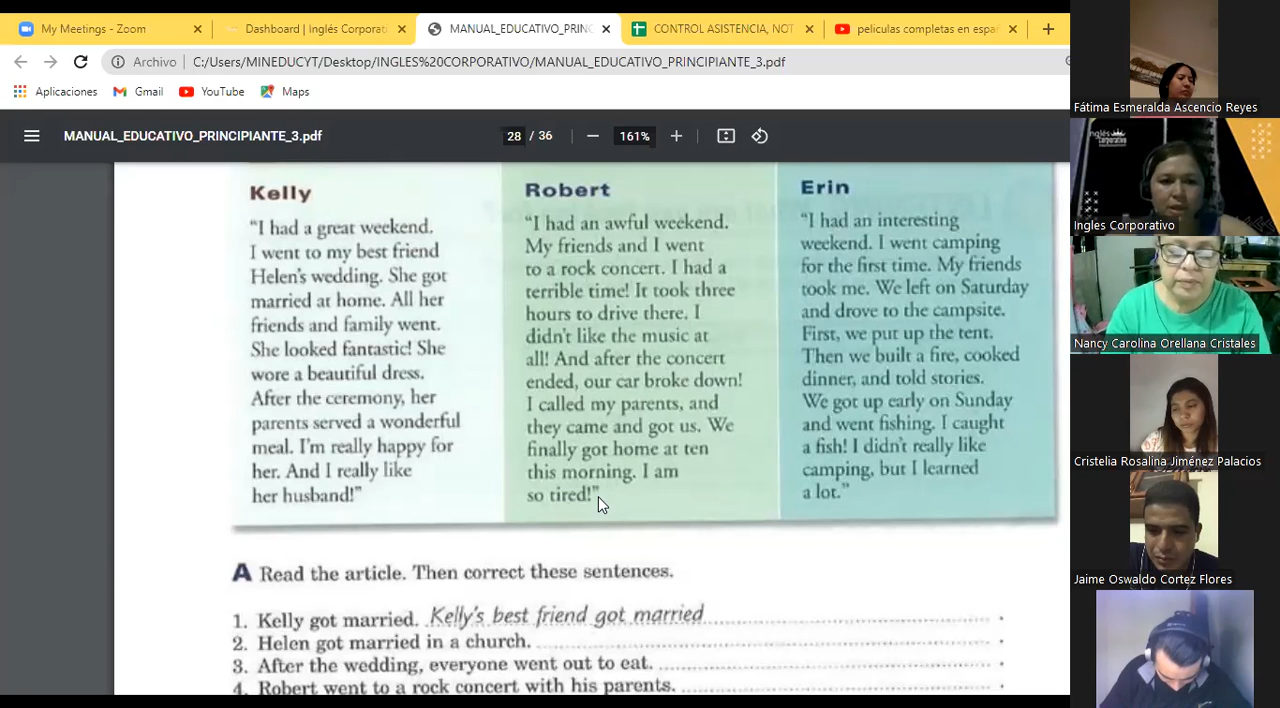 My Meetings - Zoom
Dashboard | Inglés Corporati
MANUAL_EDUCATIVO_PRINC
CONTROL ASISTENCIA, NOT
peliculas completas en espa
Archivo C:/Users/MINEDUCYT/Desktop/INGLES%20CORPORATIVO/MANUAL_EDUCATIVO_PRINCIPIANTE_3.pdf
Aplicaciones Gmail YouTube Maps
MANUAL_EDUCATIVO_PRINCIPIANTE_3.pdf 28 / 36 161%
Kelly
"I had a great weekend.
I went to my best friend
Helen's wedding. She got
married at home. All her
friends and family went.
She looked fantastic! She
wore a beautiful dress.
After the ceremony, her
parents served a wonderful
meal. I'm really happy for
her. And I really like
her husband!"
Robert
"I had an awful weekend.
My friends and I went
to a rock concert. I had a
terrible time! It took three
hours to drive there. I
didn't like the music at
all! And after the concert
ended, our car broke down!
I called my parents, and
they came and got us. We
finally got home at ten
this morning. I am
so tired!"
Erin
"I had an interesting
weekend. I went camping
for the first time. My friends
took me. We left on Saturday
and drove to the campsite.
First, we put up the tent.
Then we built a fire, cooked
dinner, and told stories.
We got up early on Sunday
and went fishing. I caught
a fish! I didn't really like
camping, but I learned
a lot."
A Read the article. Then correct these sentences.
1. Kelly got married. Kelly's best friend got married
2. Helen got married in a church.
3. After the wedding, everyone went out to eat.
4. Robert went to a rock concert with his parents.
Fátima Esmeralda Ascencio Reyes
Inglés
Corporativo
Ingles Corporativo
Nancy Carolina Orellana Cristales
Cristelia Rosalina Jiménez Palacios
Jaime Oswaldo Cortez Flores